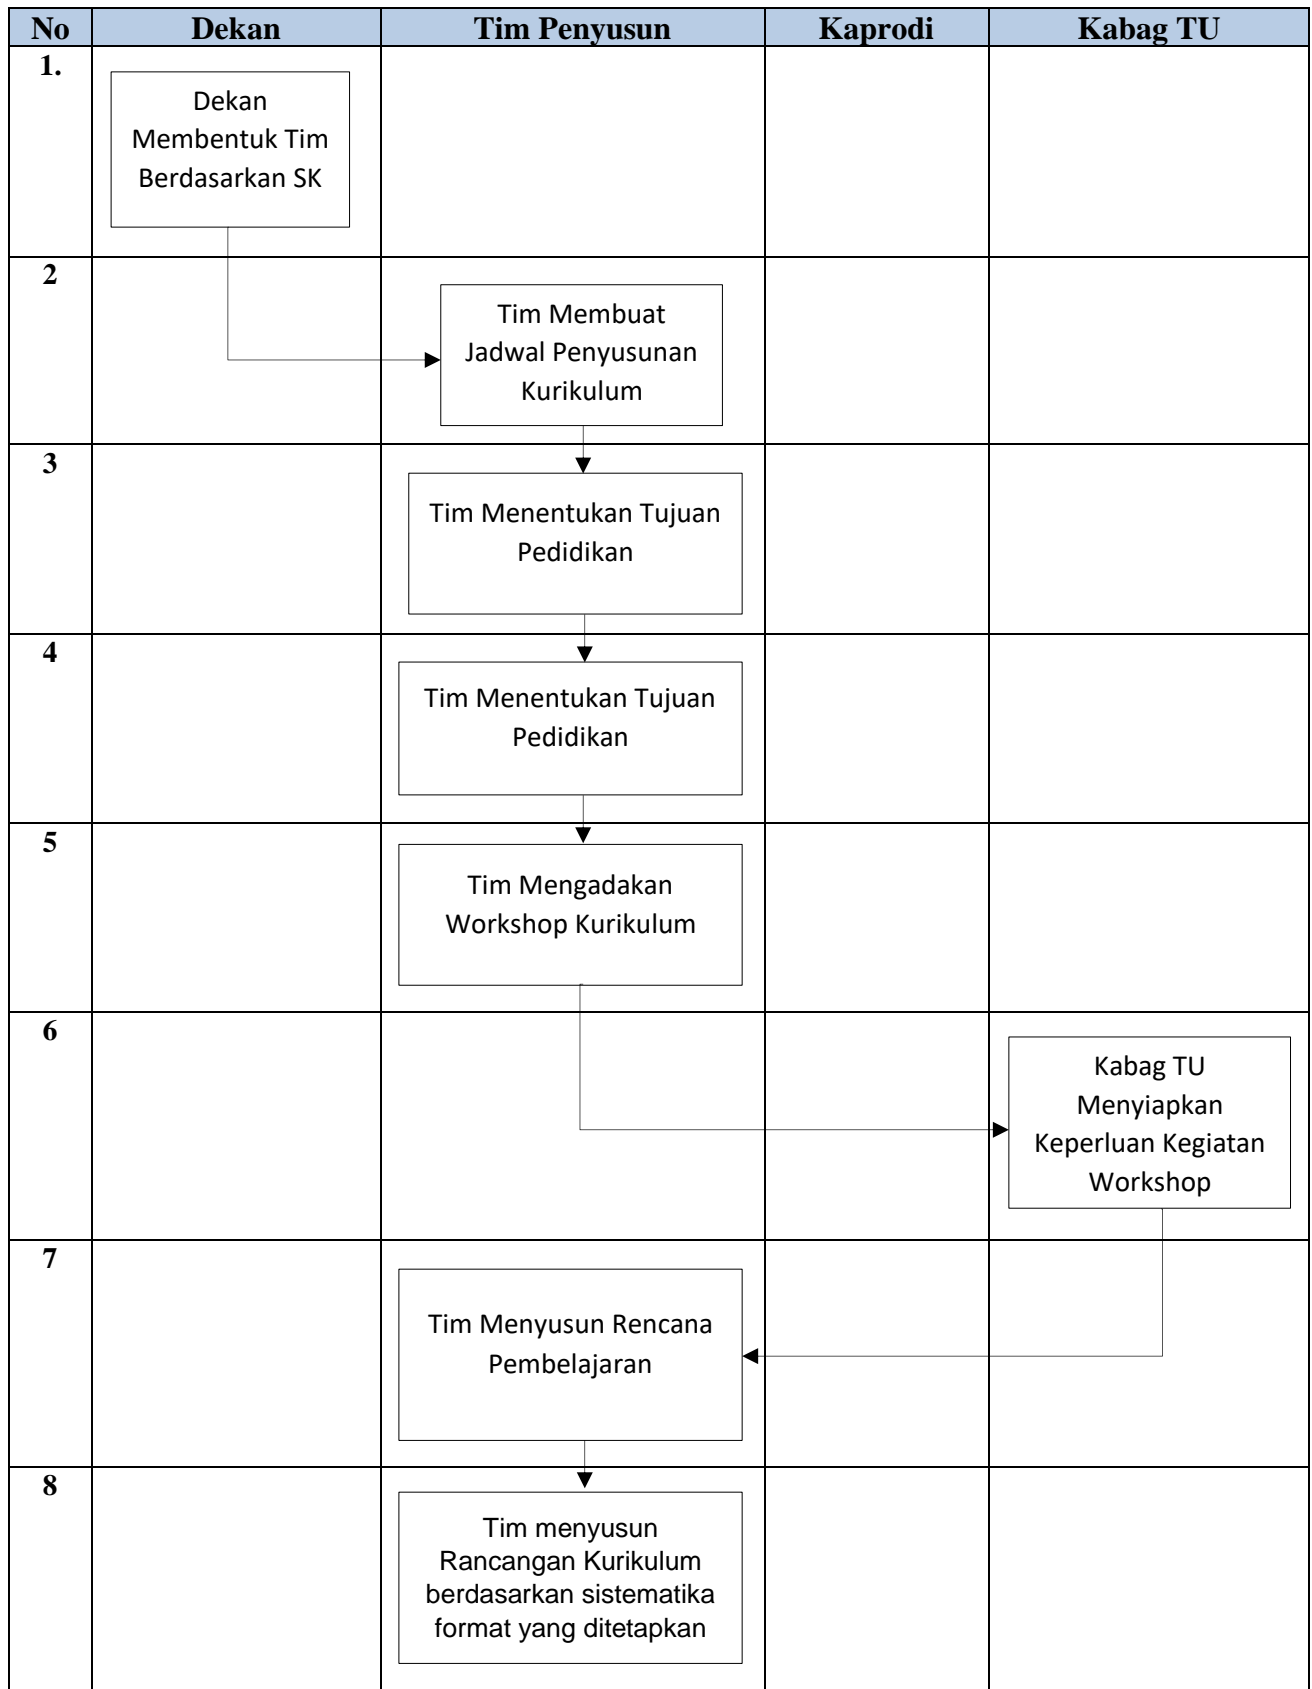 No Dekan Tim Penyusun Kaprodi Kabag TU
1.
Dekan
Membentuk Tim
Berdasarkan SK
2
Tim Membuat
Jadwal Penyusunan
Kurikulum
3
Tim Menentukan Tujuan
Pedidikan
4
Tim Menentukan Tujuan
Pedidikan
5
Tim Mengadakan
Workshop Kurikulum
6
Kabag TU
Menyiapkan
Keperluan Kegiatan
Workshop
7
Tim Menyusun Rencana
Pembelajaran
8
Tim menyusun
Rancangan Kurikulum
berdasarkan sistematika
format yang ditetapkan